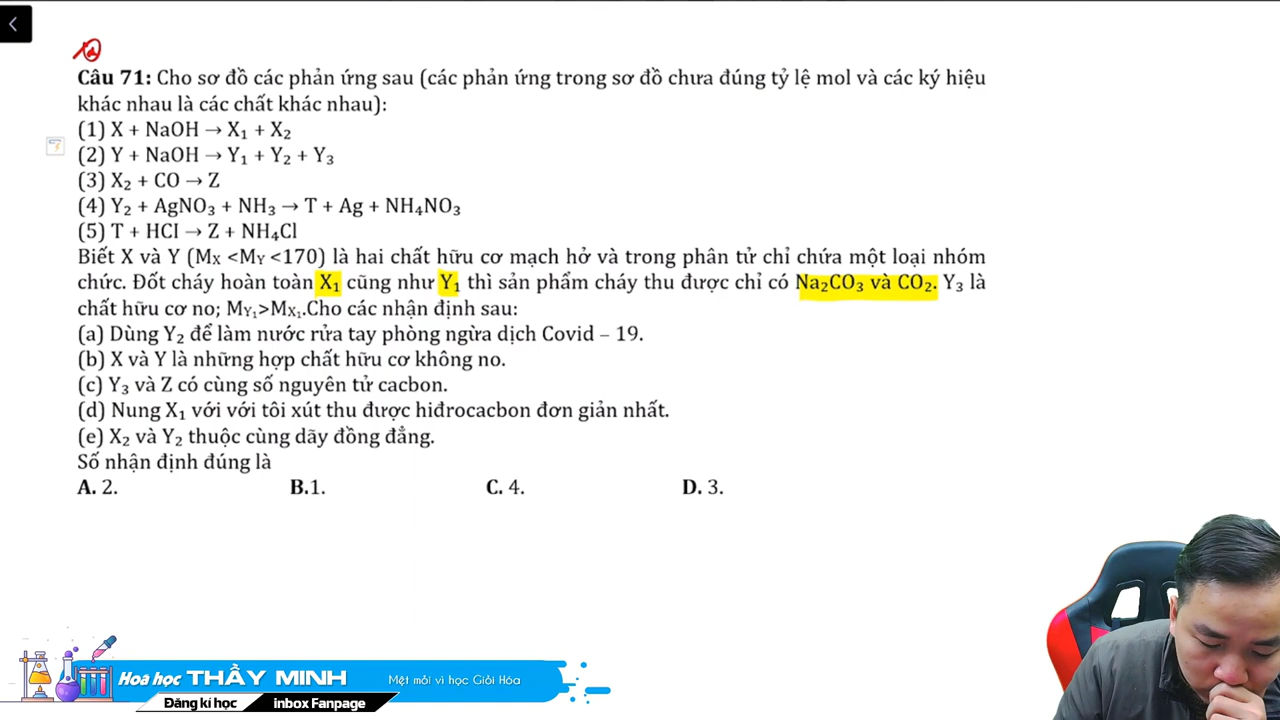 Câu 71: Cho sơ đồ các phản ứng sau (các phản ứng trong sơ đồ chưa đúng tỷ lệ mol và các ký hiệu
khác nhau là các chất khác nhau):
(1) X + NaOH → X₁ + X₂
(2) Y + NaOH → Y₁ + Y₂ + Y₃
(3) X₂ + CO → Z
(4) Y₂ + AgNO₃ + NH₃ → T + Ag + NH₄NO₃
(5) T + HCI → Z + NH₄Cl
Biết X và Y (Mx <Mʏ <170) là hai chất hữu cơ mạch hở và trong phân tử chỉ chứa một loại nhóm
chức. Đốt cháy hoàn toàn X₁ cũng như Y₁ thì sản phẩm cháy thu được chỉ có Na₂CO₃ và CO₂. Y₃ là
chất hữu cơ no; Mʏ₁>Mx₁.Cho các nhận định sau:
(a) Dùng Y₂ để làm nước rửa tay phòng ngừa dịch Covid – 19.
(b) X và Y là những hợp chất hữu cơ không no.
(c) Y₃ và Z có cùng số nguyên tử cacbon.
(d) Nung X₁ với với tôi xút thu được hiđrocacbon đơn giản nhất.
(e) X₂ và Y₂ thuộc cùng dãy đồng đẳng.
Số nhận định đúng là
A. 2. B.1. C. 4. D. 3.
Hoá học THẦY MINH Mệt mỏi vì học Giỏi Hóa
Đăng kí học inbox Fanpage